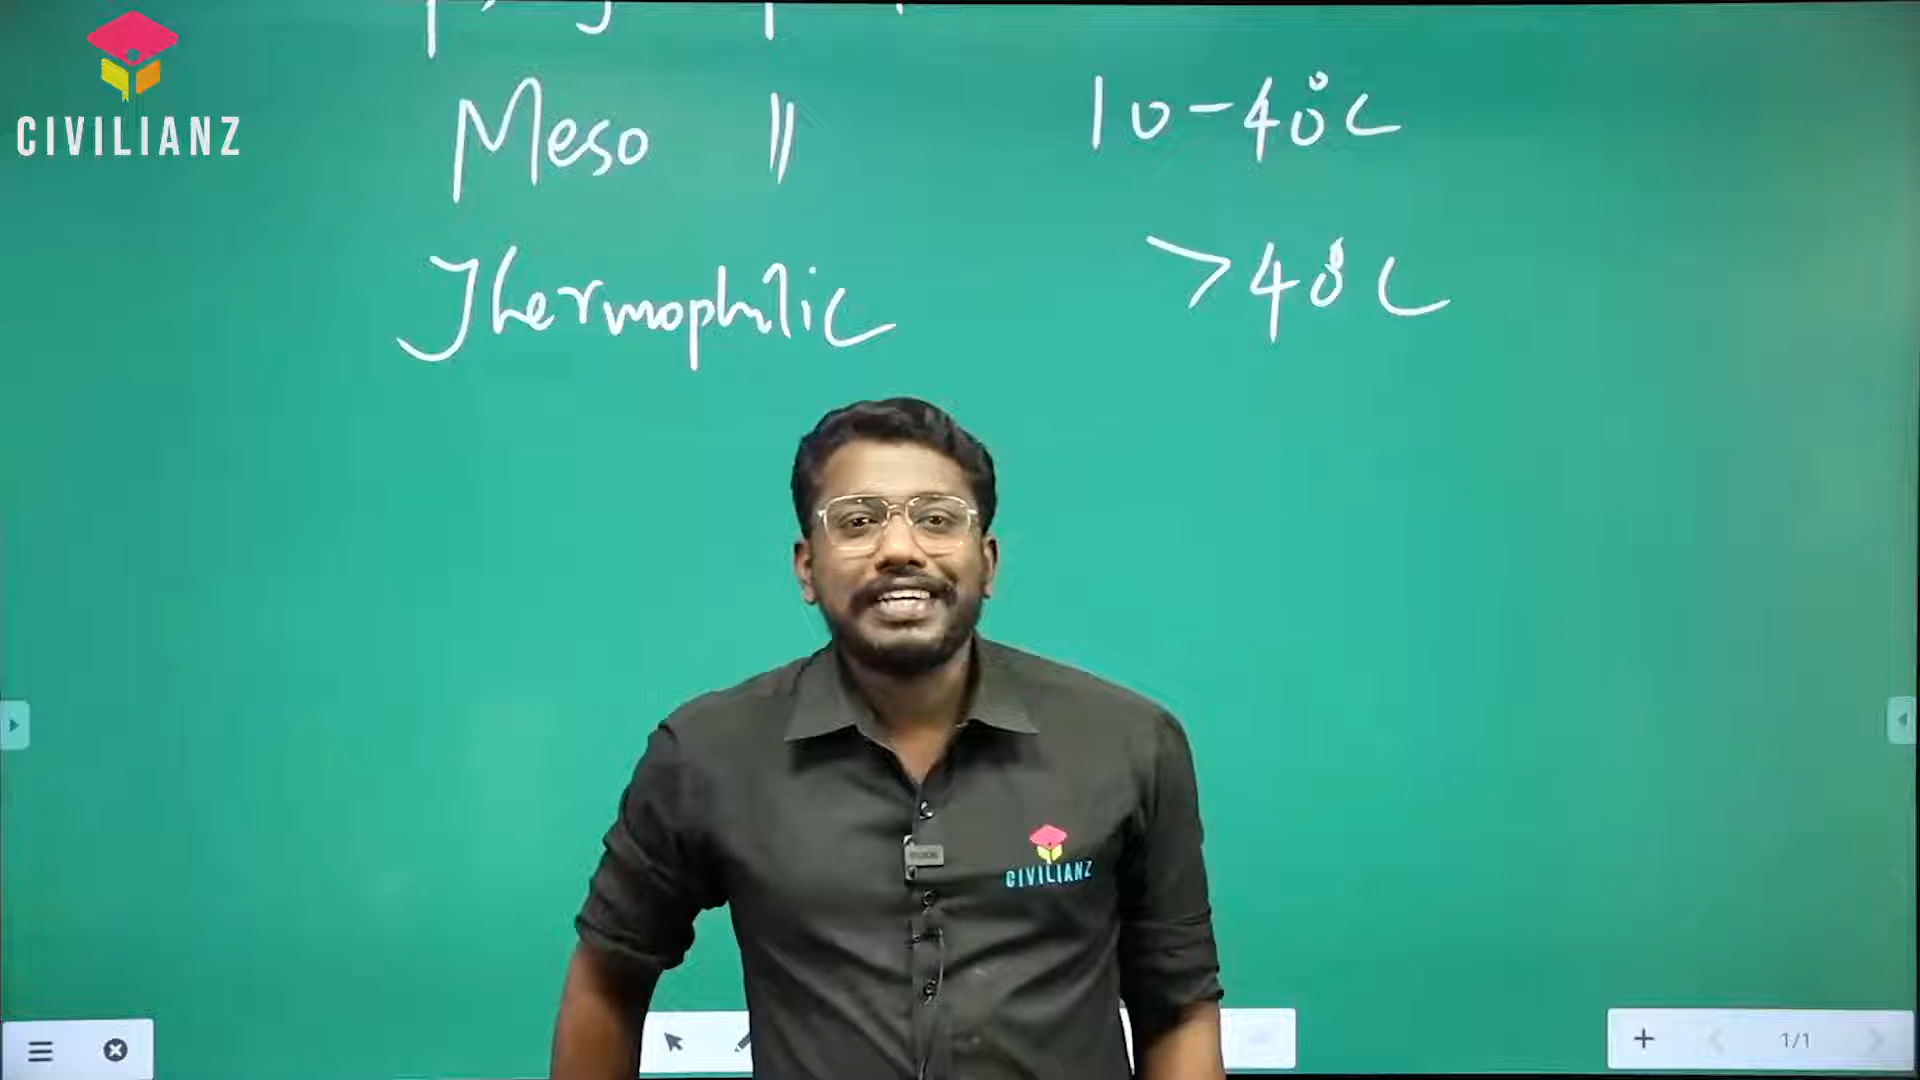 CIVILIANZ
Meso || 10-40°C
Thermophilic >40°C
CIVILIANZ
1/1